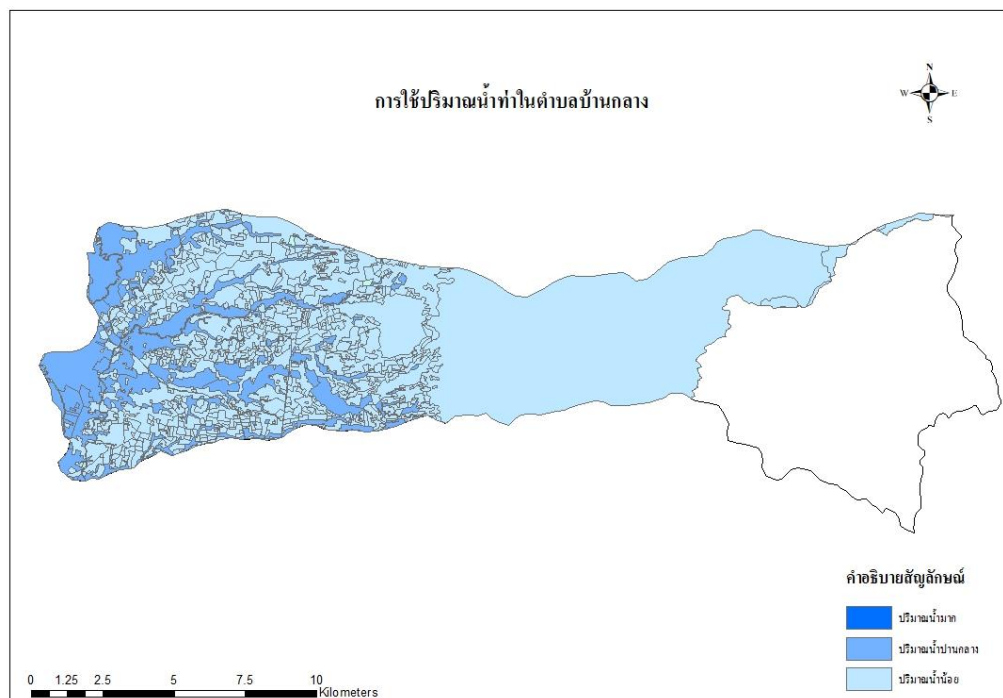 การใช้ปริมาณน้ำท่าในตำบลบ้านกลาง
N
W E
S
คำอธิบายสัญลักษณ์
ปริมาณน้ำมาก
ปริมาณน้ำปานกลาง
ปริมาณน้ำน้อย
0 1.25 2.5 5 7.5 10
Kilometers